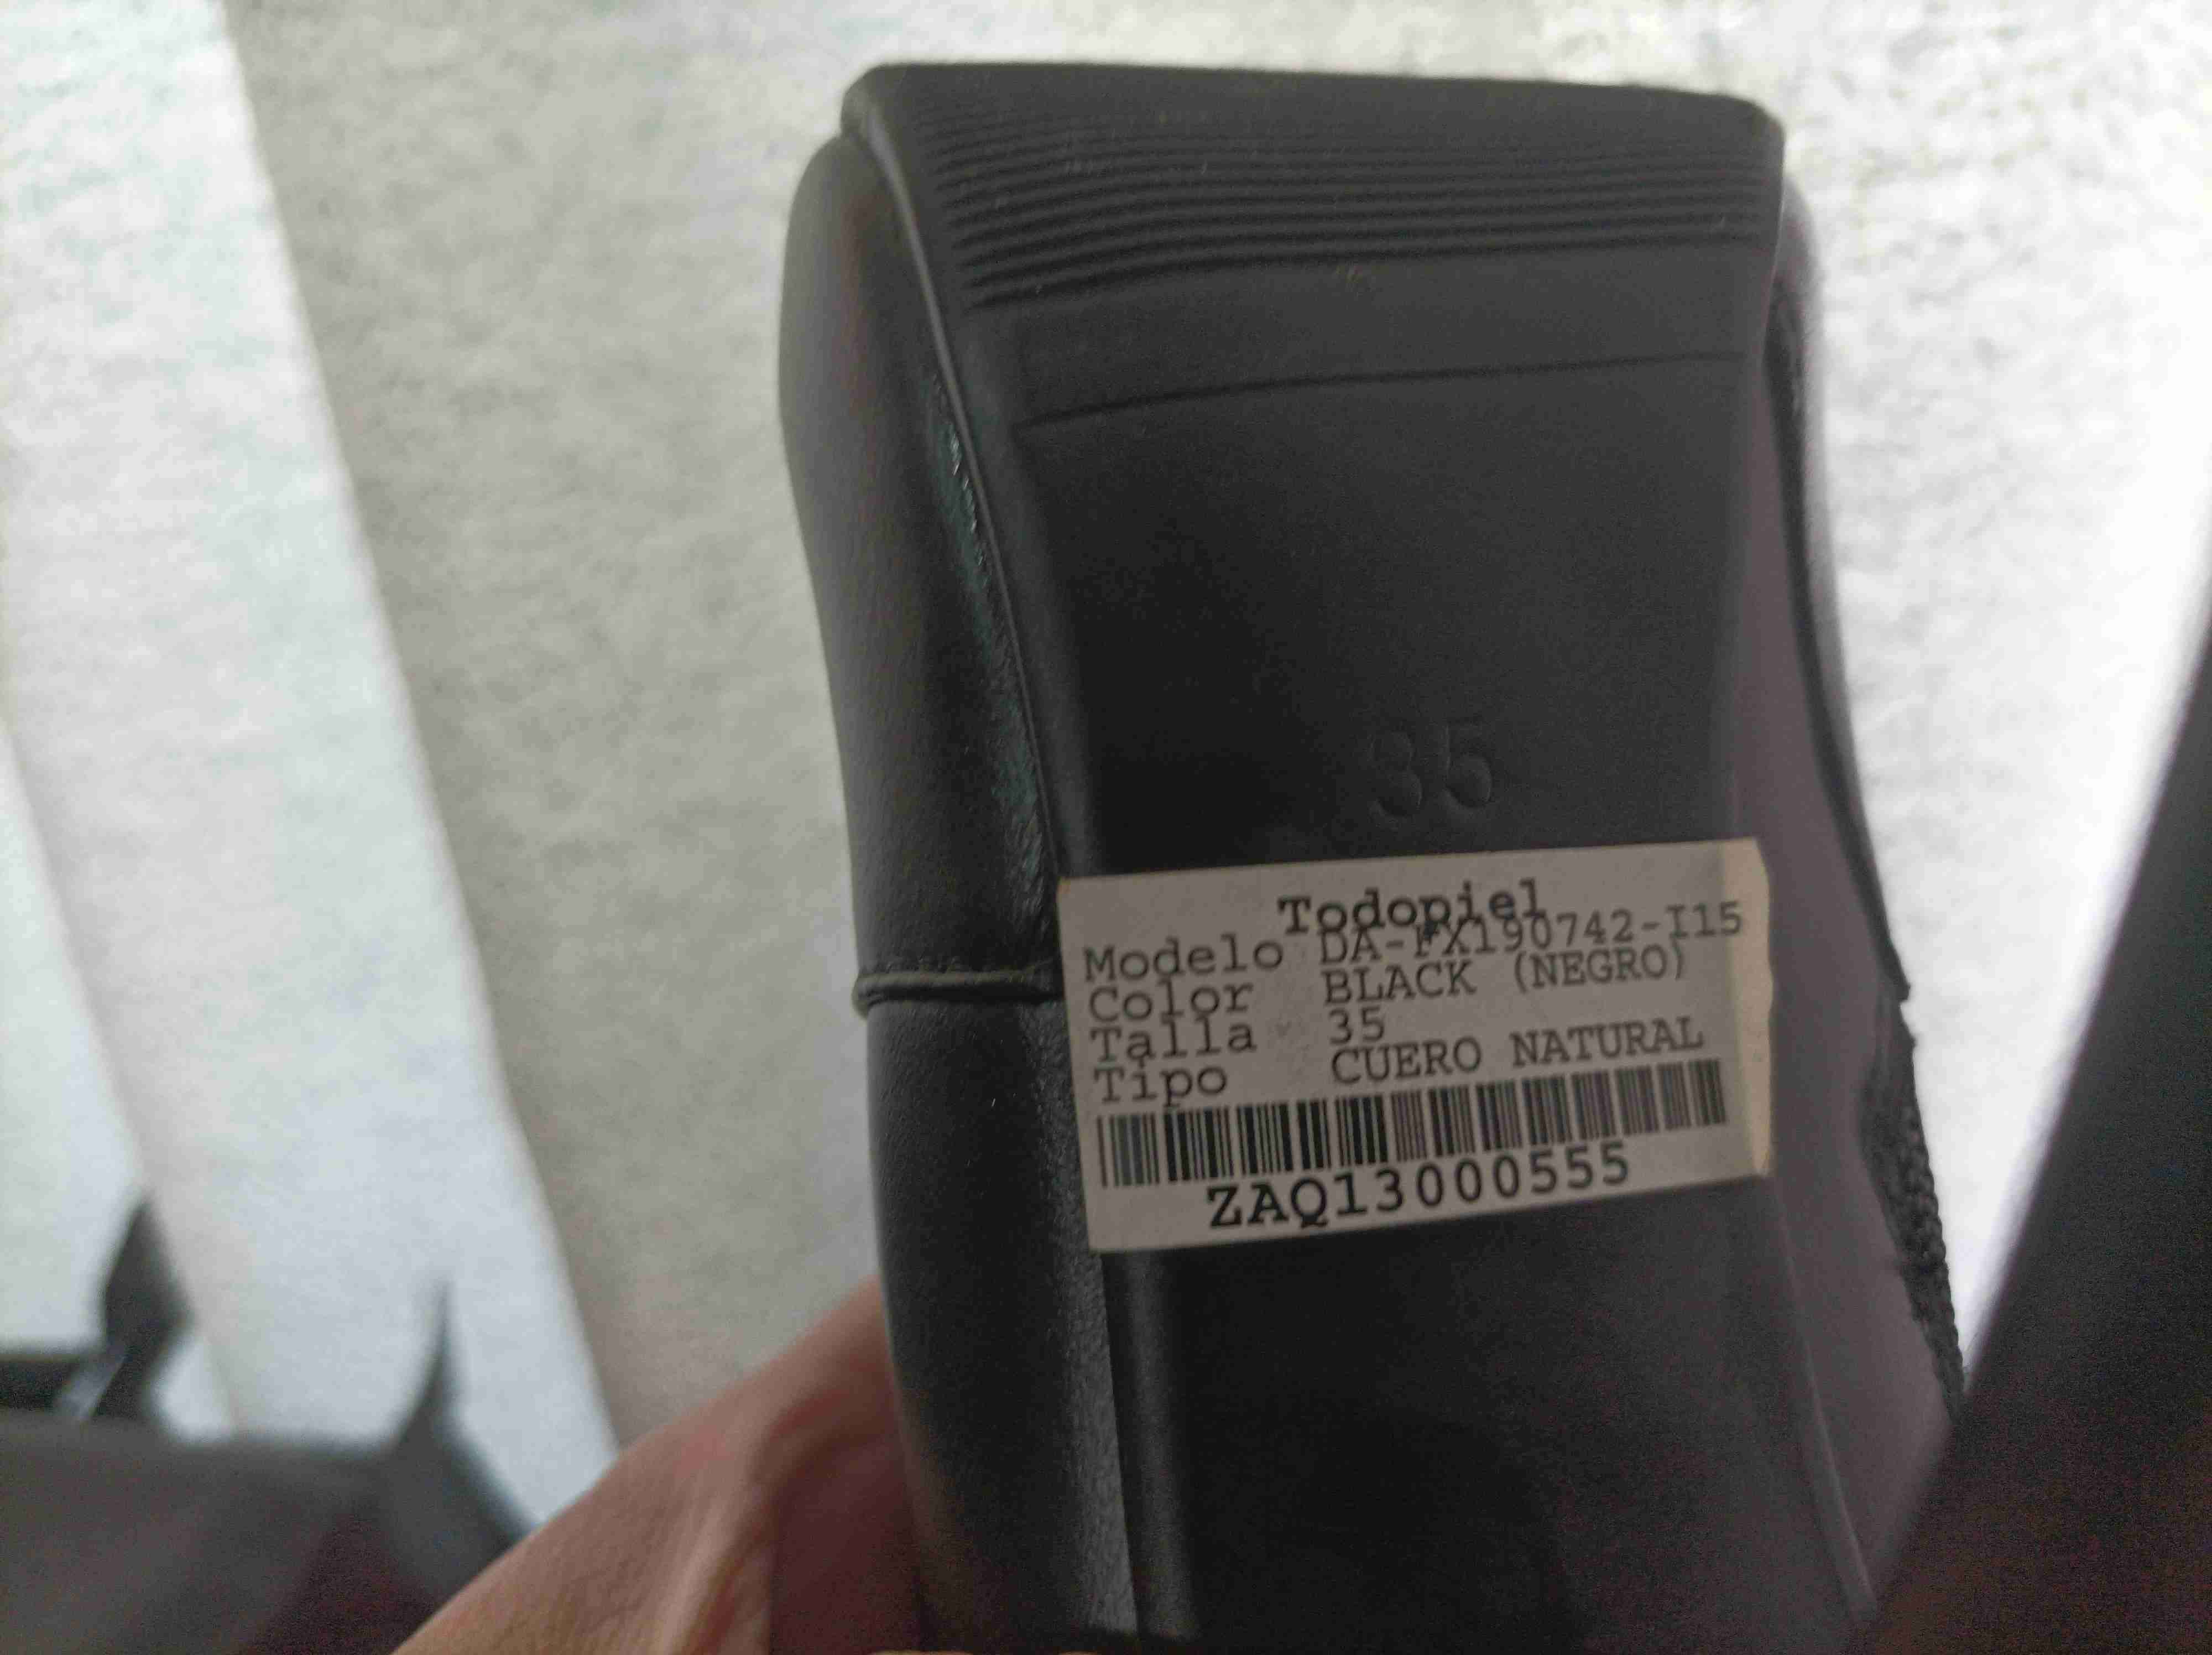 35
Todopiel
Modelo DA-FX190742-I15
Color BLACK (NEGRO)
Talla 35
Tipo CUERO NATURAL
ZAQ13000555